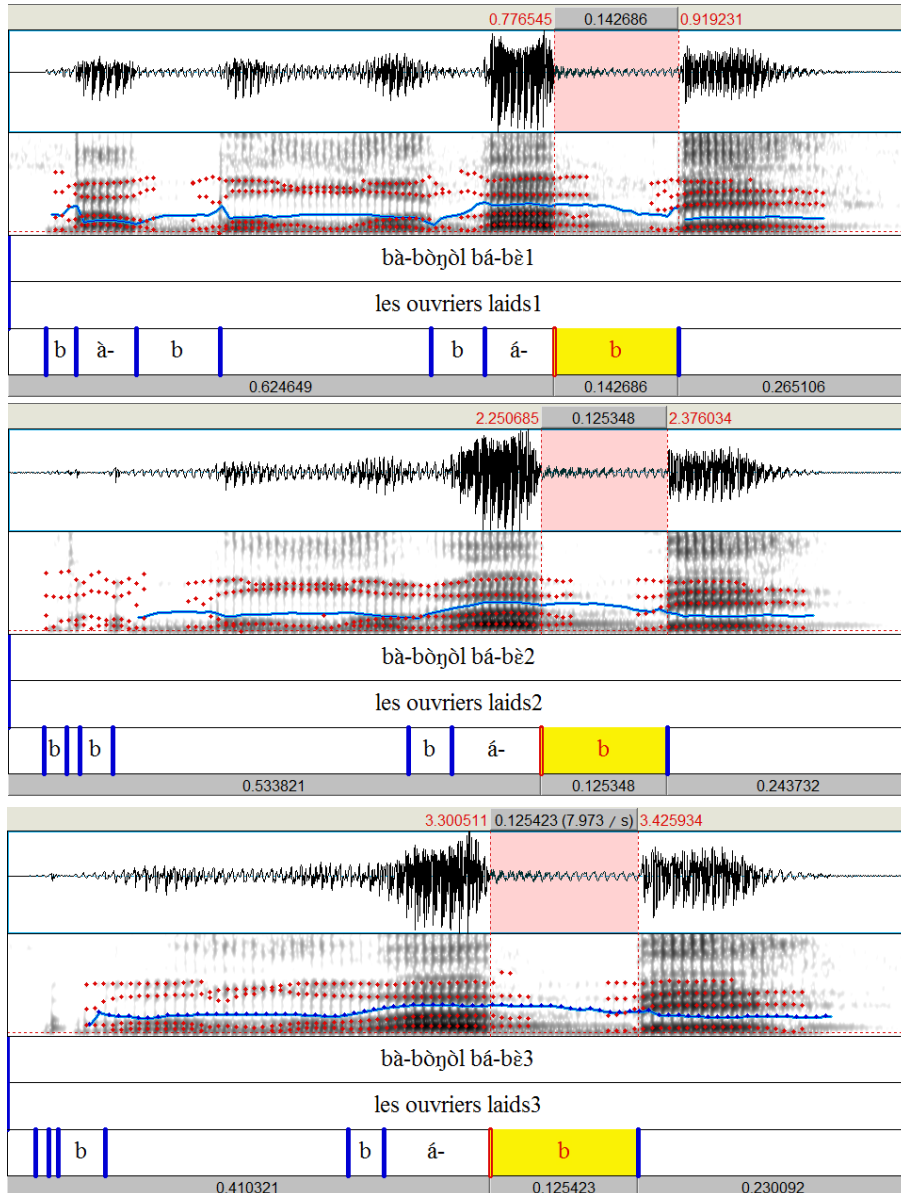 0.776545 0.142686 0.919231
bà-bòŋòl bá-bɛ̀1
les ouvriers laids1
b à- b b á- b
0.624649 0.142686 0.265106
2.250685 0.125348 2.376034
bà-bòŋòl bá-bɛ̀2
les ouvriers laids2
b b b á- b
0.533821 0.125348 0.243732
3.300511 0.125423 (7.973 / s) 3.425934
bà-bòŋòl bá-bɛ̀3
les ouvriers laids3
b b á- b
0.410321 0.125423 0.230092